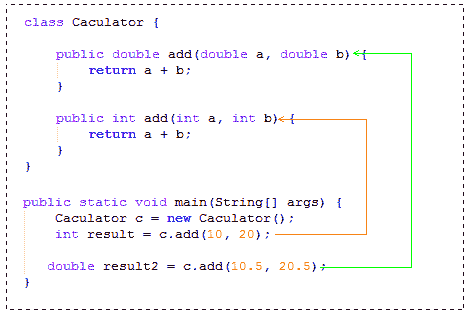 class Caculator {
public double add(double a, double b) {
return a + b;
}
public int add(int a, int b) {
return a + b;
}
}
public static void main(String[] args) {
Caculator c = new Caculator();
int result = c.add(10, 20);
double result2 = c.add(10.5, 20.5);
}